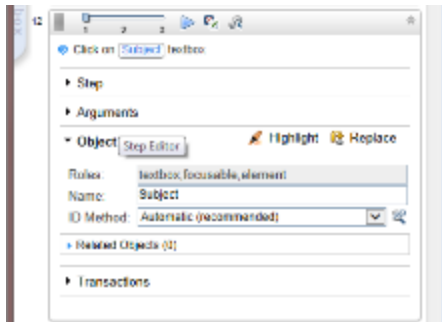 42
1 2 3
Click on Subject textbox
Step
Arguments
Object
Step Editor
Highlight Replace
Roles: textbox,focusable,element
Name: Subject
ID Method: Automatic (recommended)
Related Objects (0)
Transactions